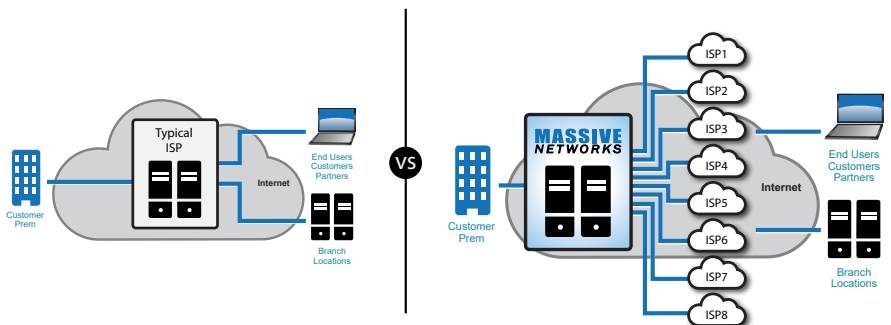 Typical
ISP
Internet
Customer
Prem
End Users
Customers
Partners
Branch
Locations
VS
MASSIVE
NETWORKS
Customer
Prem
ISP1
ISP2
ISP3
ISP4
ISP5
ISP6
ISP7
ISP8
Internet
End Users
Customers
Partners
Branch
Locations